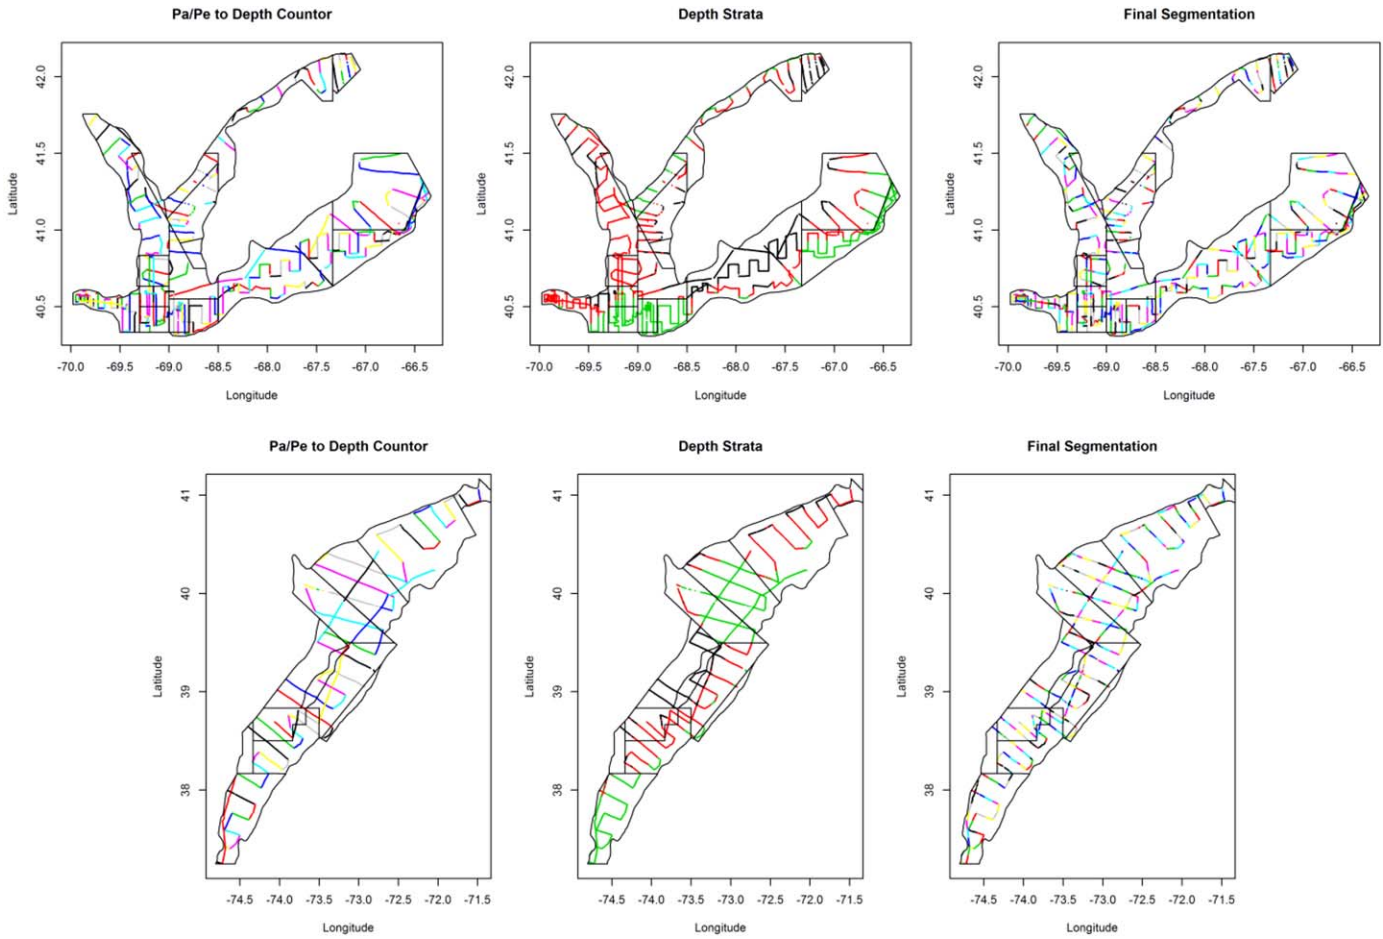 Pa/Pe to Depth Countor Depth Strata Final Segmentation
42.0 42.0 42.0
41.5 41.5 41.5
Latitude Latitude Latitude
41.0 41.0 41.0
40.5 40.5 40.5
-70.0 -69.5 -69.0 -68.5 -68.0 -67.5 -67.0 -66.5 -70.0 -69.5 -69.0 -68.5 -68.0 -67.5 -67.0 -66.5 -70.0 -69.5 -69.0 -68.5 -68.0 -67.5 -67.0 -66.5
Longitude Longitude Longitude
Pa/Pe to Depth Countor Depth Strata Final Segmentation
41 41 41
40 40 40
Latitude Latitude Latitude
39 39 39
38 38 38
-74.5 -74.0 -73.5 -73.0 -72.5 -72.0 -71.5 -74.5 -74.0 -73.5 -73.0 -72.5 -72.0 -71.5 -74.5 -74.0 -73.5 -73.0 -72.5 -72.0 -71.5
Longitude Longitude Longitude